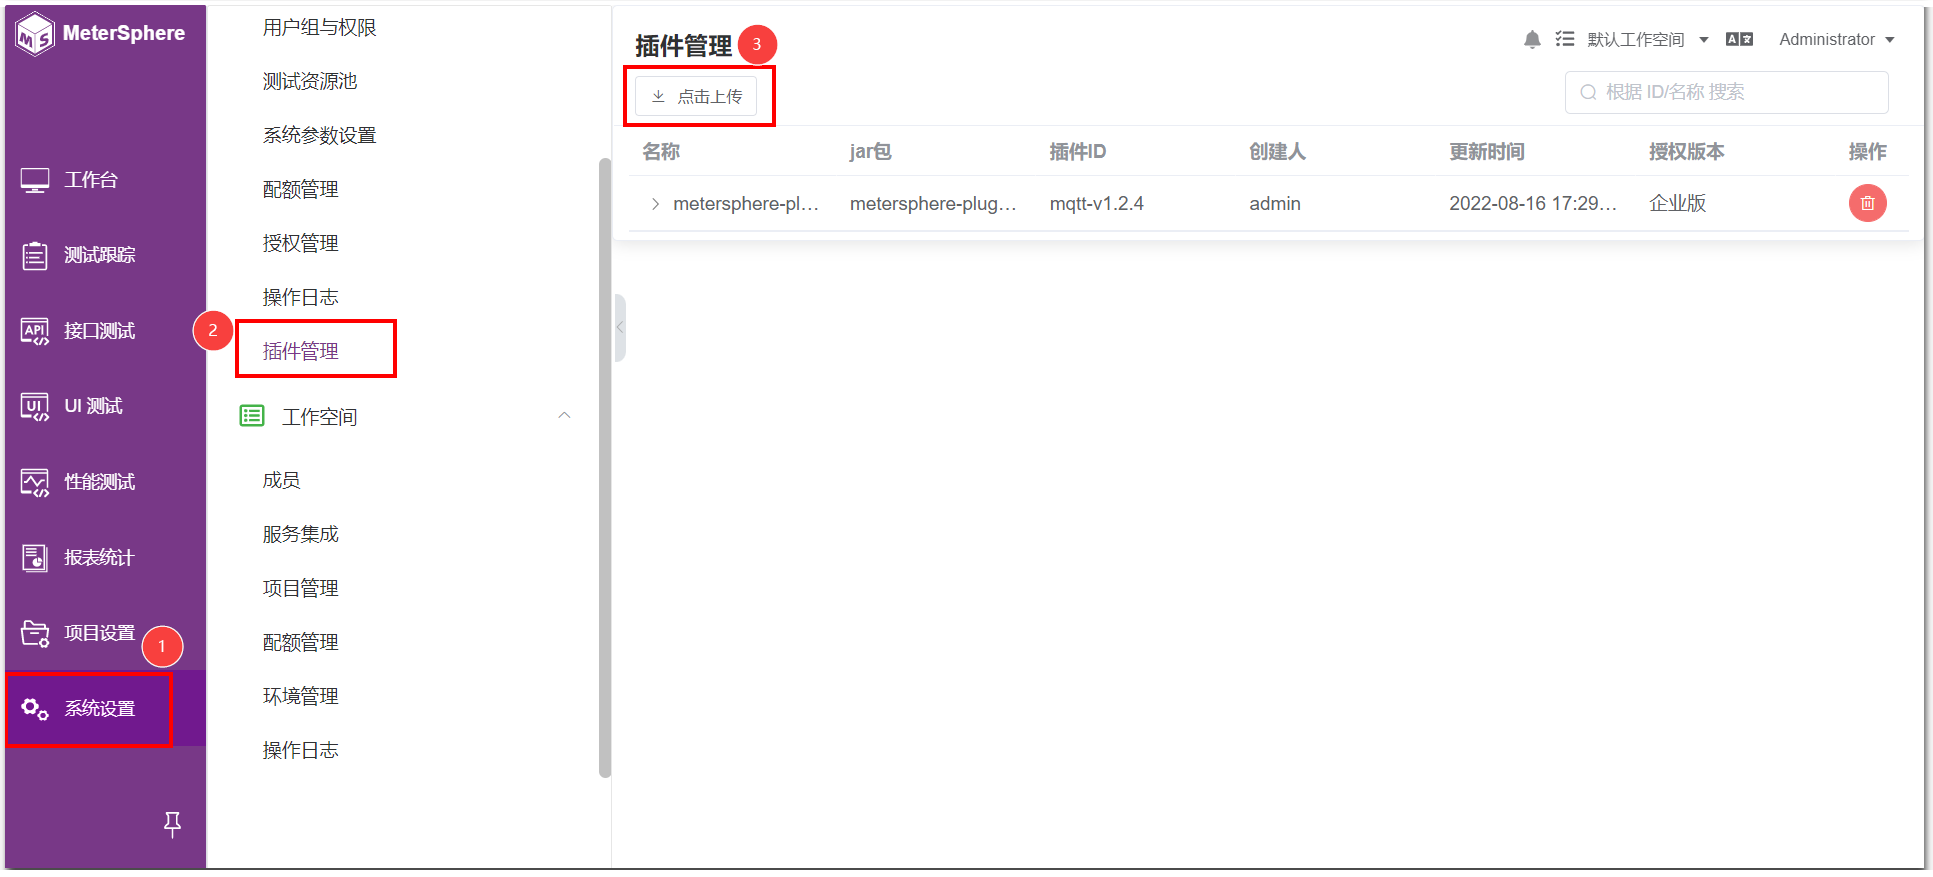 MeterSphere
工作台
测试跟踪
API
接口测试
UI
UI 测试
性能测试
报表统计
项目设置
1
系统设置
用户组与权限
测试资源池
系统参数设置
配额管理
授权管理
操作日志
2
插件管理
工作空间
成员
服务集成
项目管理
配额管理
环境管理
操作日志
插件管理
3
默认工作空间
Administrator
点击上传
根据 ID/名称 搜索
名称 jar包 插件ID 创建人 更新时间 授权版本 操作
metersphere-pl... metersphere-plug... mqtt-v1.2.4 admin 2022-08-16 17:29... 企业版